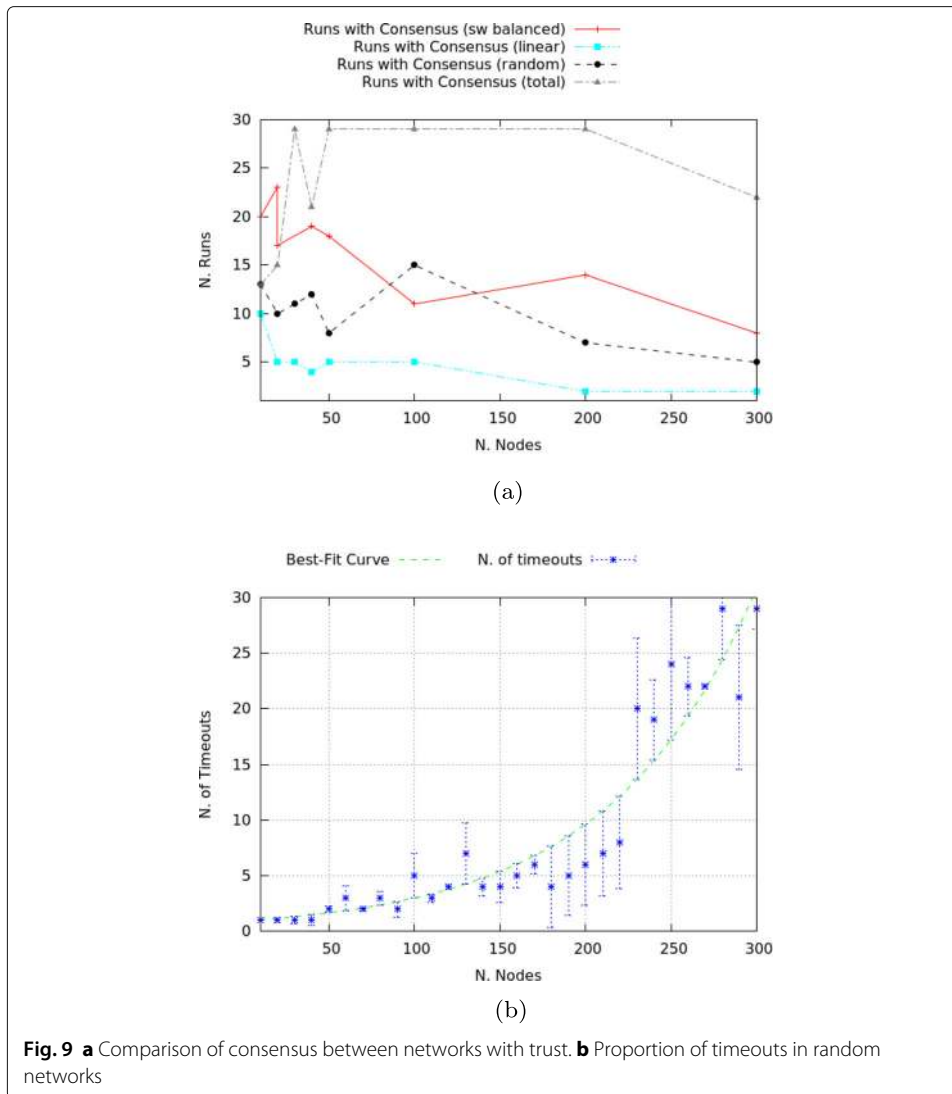 Runs with Consensus (sw balanced)
Runs with Consensus (linear)
Runs with Consensus (random)
Runs with Consensus (total)
30
25
20
15
10
5
N. Runs
50
100
150
200
250
300
N. Nodes
(a)
Best-Fit Curve
N. of timeouts
30
25
20
15
10
5
0
N. of Timeouts
0
50
100
150
200
250
300
N. Nodes
(b)
Fig. 9 a Comparison of consensus between networks with trust. b Proportion of timeouts in random
networks